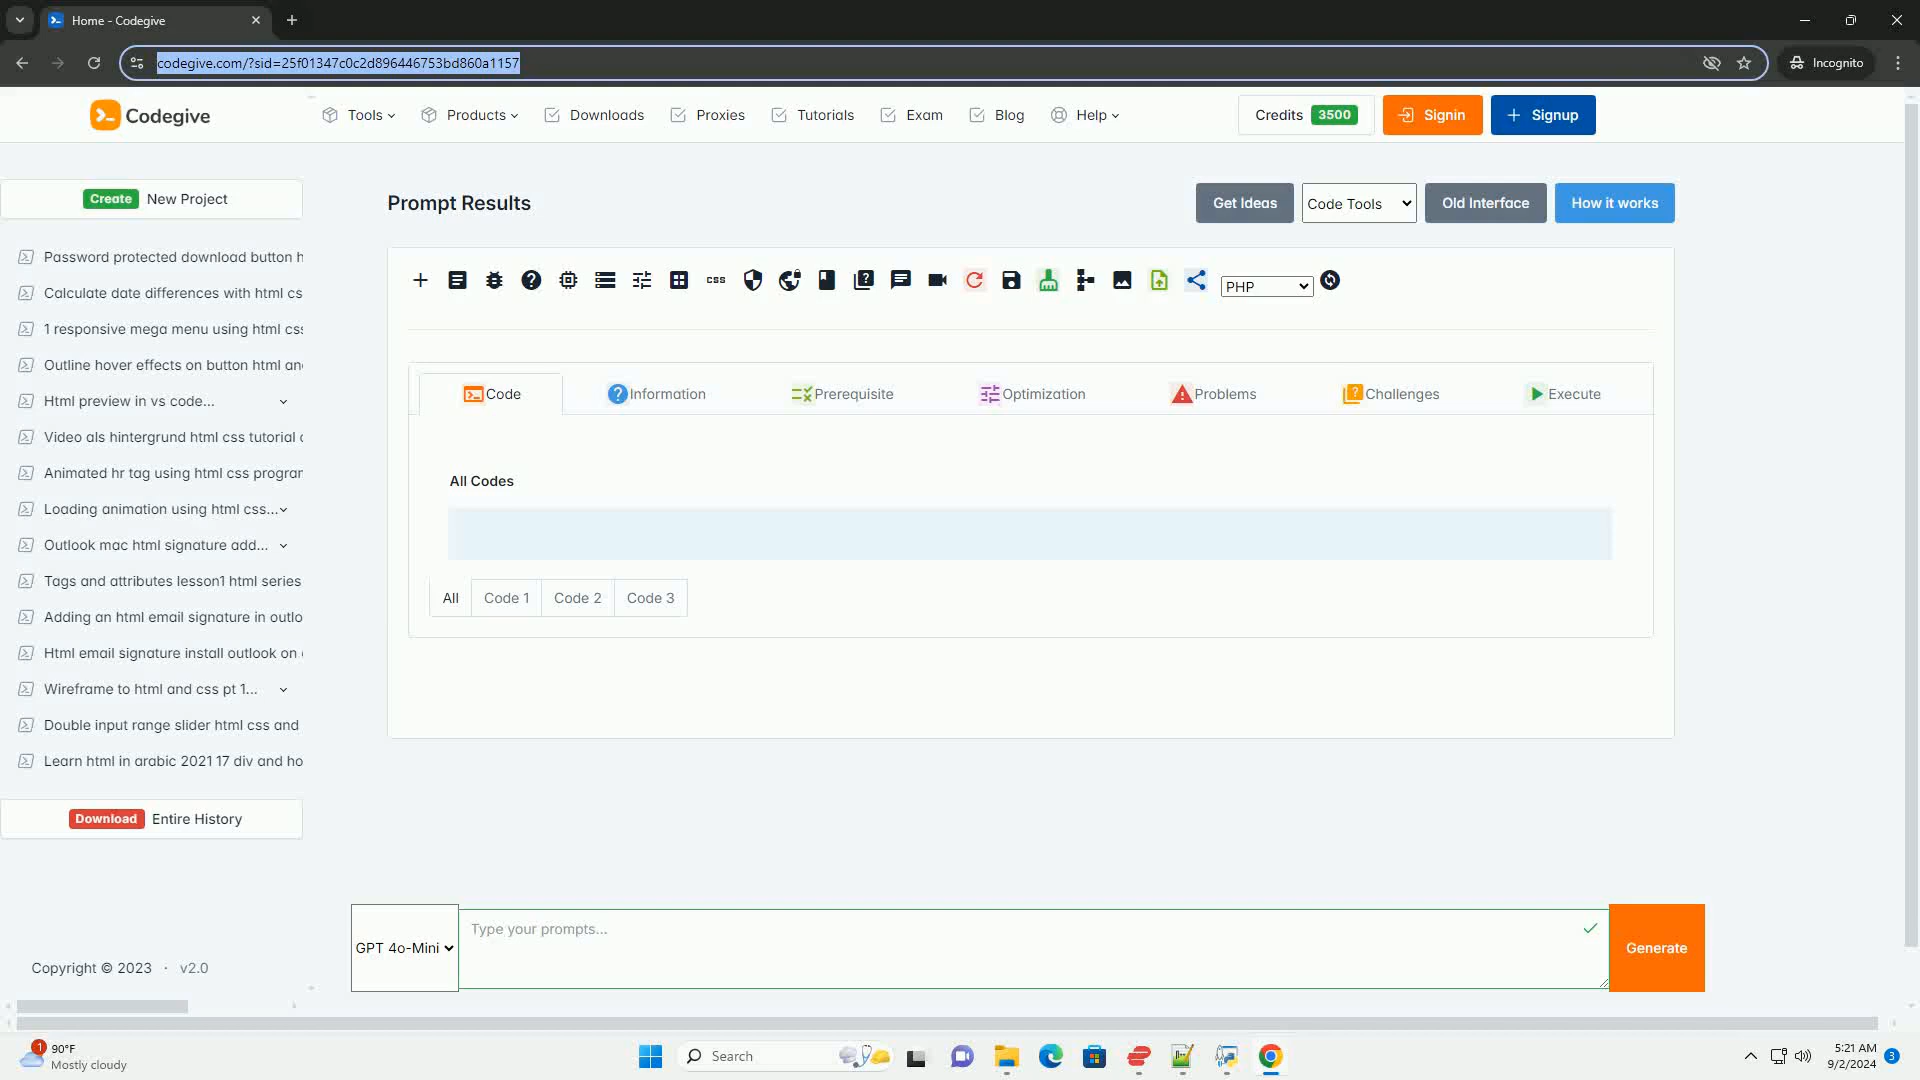 Home - Codegive
codegive.com/?sid=25f01347c0c2d896446753bd860a1157
Incognito
Codegive
Tools
Products
Downloads
Proxies
Tutorials
Exam
Blog
Help
Credits 3500
Signin
Signup
Create New Project
Password protected download button h
Calculate date differences with html cs
1 responsive mega menu using html css
Outline hover effects on button html an
Html preview in vs code...
Video als hintergrund html css tutorial
Animated hr tag using html css program
Loading animation using html css...
Outlook mac html signature add...
Tags and attributes lesson1 html series
Adding an html email signature in outlo
Html email signature install outlook on
Wireframe to html and css pt 1...
Double input range slider html css and
Learn html in arabic 2021 17 div and ho
Download Entire History
Copyright © 2023 · v2.0
Prompt Results
Get Ideas
Code Tools
Old Interface
How it works
css
PHP
Code
Information
Prerequisite
Optimization
Problems
Challenges
Execute
All Codes
All
Code 1
Code 2
Code 3
GPT 4o-Mini
Type your prompts...
Generate
1
90°F
Mostly cloudy
Search
5:21 AM
9/2/2024
3